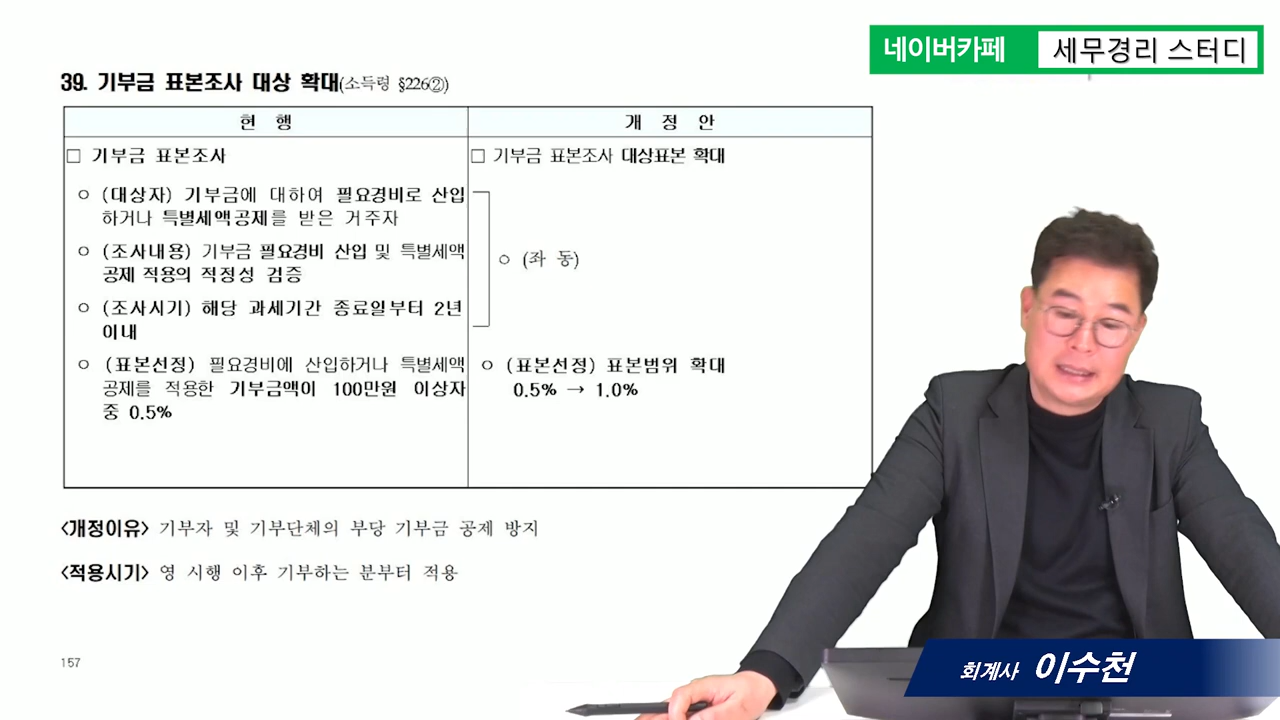 네이버카페 세무경리 스터디
39. 기부금 표본조사 대상 확대(소득령 §226②)
현 행
개 정 안
□ 기부금 표본조사
○ (대상자) 기부금에 대하여 필요경비로 산입
하거나 특별세액공제를 받은 거주자
○ (조사내용) 기부금 필요경비 산입 및 특별세액
공제 적용의 적정성 검증
○ (조사시기) 해당 과세기간 종료일부터 2년
이내
○ (표본선정) 필요경비에 산입하거나 특별세액
공제를 적용한 기부금액이 100만원 이상자
중 0.5%
□ 기부금 표본조사 대상표본 확대
○ (좌 동)
○ (표본선정) 표본범위 확대
0.5% → 1.0%
<개정이유> 기부자 및 기부단체의 부당 기부금 공제 방지
<적용시기> 영 시행 이후 기부하는 분부터 적용
157
회계사 이수천